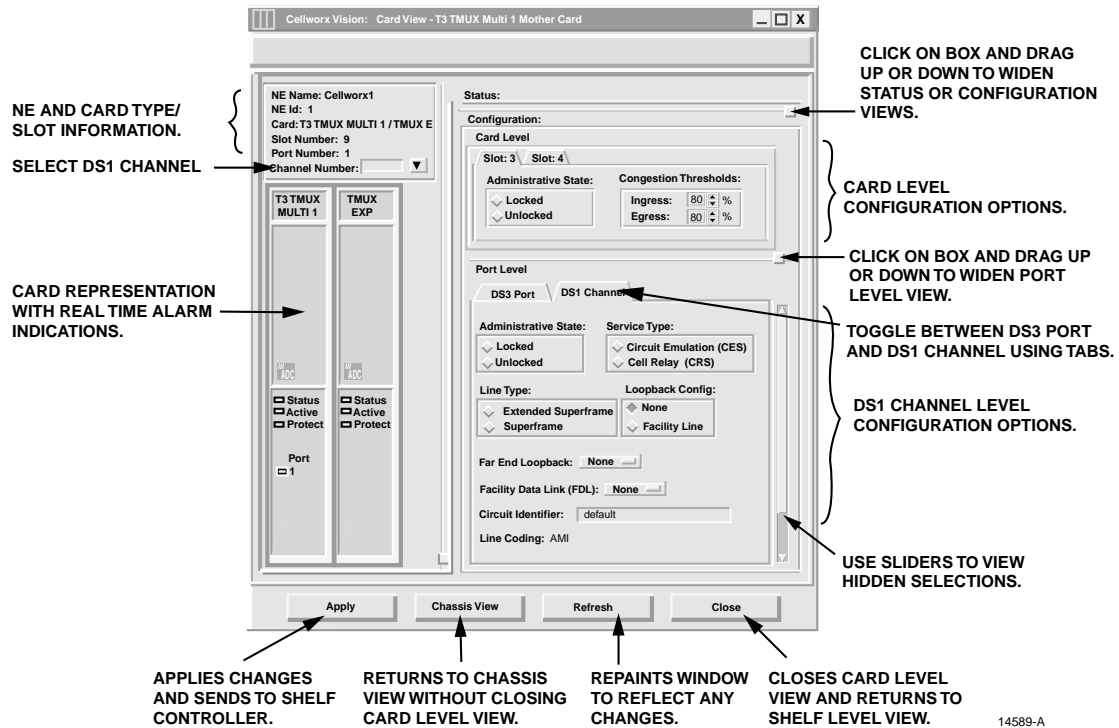 Cellworx Vision: Card View - T3 TMUX Multi 1 Mother Card
X
NE Name: Cellworx1
NE Id: 1
Card: T3 TMUX MULTI 1 / TMUX E
Slot Number: 9
Port Number: 1
Channel Number:
T3 TMUX
MULTI 1
TMUX
EXP
ADC
ADC
Status
Active
Protect
Status
Active
Protect
Port
1
Status:
Configuration:
Card Level
Slot: 3
Slot: 4
Administrative State:
Locked
Unlocked
Congestion Thresholds:
Ingress: 80 %
Egress: 80 %
Port Level
DS3 Port
DS1 Channel
Administrative State:
Locked
Unlocked
Service Type:
Circuit Emulation (CES)
Cell Relay (CRS)
Line Type:
Extended Superframe
Superframe
Loopback Config:
None
Facility Line
Far End Loopback: None
Facility Data Link (FDL): None
Circuit Identifier: default
Line Coding: AMI
Apply
Chassis View
Refresh
Close
NE AND CARD TYPE/
SLOT INFORMATION.
SELECT DS1 CHANNEL
CARD REPRESENTATION
WITH REAL TIME ALARM
INDICATIONS.
CLICK ON BOX AND DRAG
UP OR DOWN TO WIDEN
STATUS OR CONFIGURATION
VIEWS.
CARD LEVEL
CONFIGURATION OPTIONS.
CLICK ON BOX AND DRAG UP
OR DOWN TO WIDEN PORT
LEVEL VIEW.
TOGGLE BETWEEN DS3 PORT
AND DS1 CHANNEL USING TABS.
DS1 CHANNEL LEVEL
CONFIGURATION OPTIONS.
USE SLIDERS TO VIEW
HIDDEN SELECTIONS.
APPLIES CHANGES
AND SENDS TO SHELF
CONTROLLER.
RETURNS TO CHASSIS
VIEW WITHOUT CLOSING
CARD LEVEL VIEW.
REPAINTS WINDOW
TO REFLECT ANY
CHANGES.
CLOSES CARD LEVEL
VIEW AND RETURNS TO
SHELF LEVEL VIEW.
14589-A